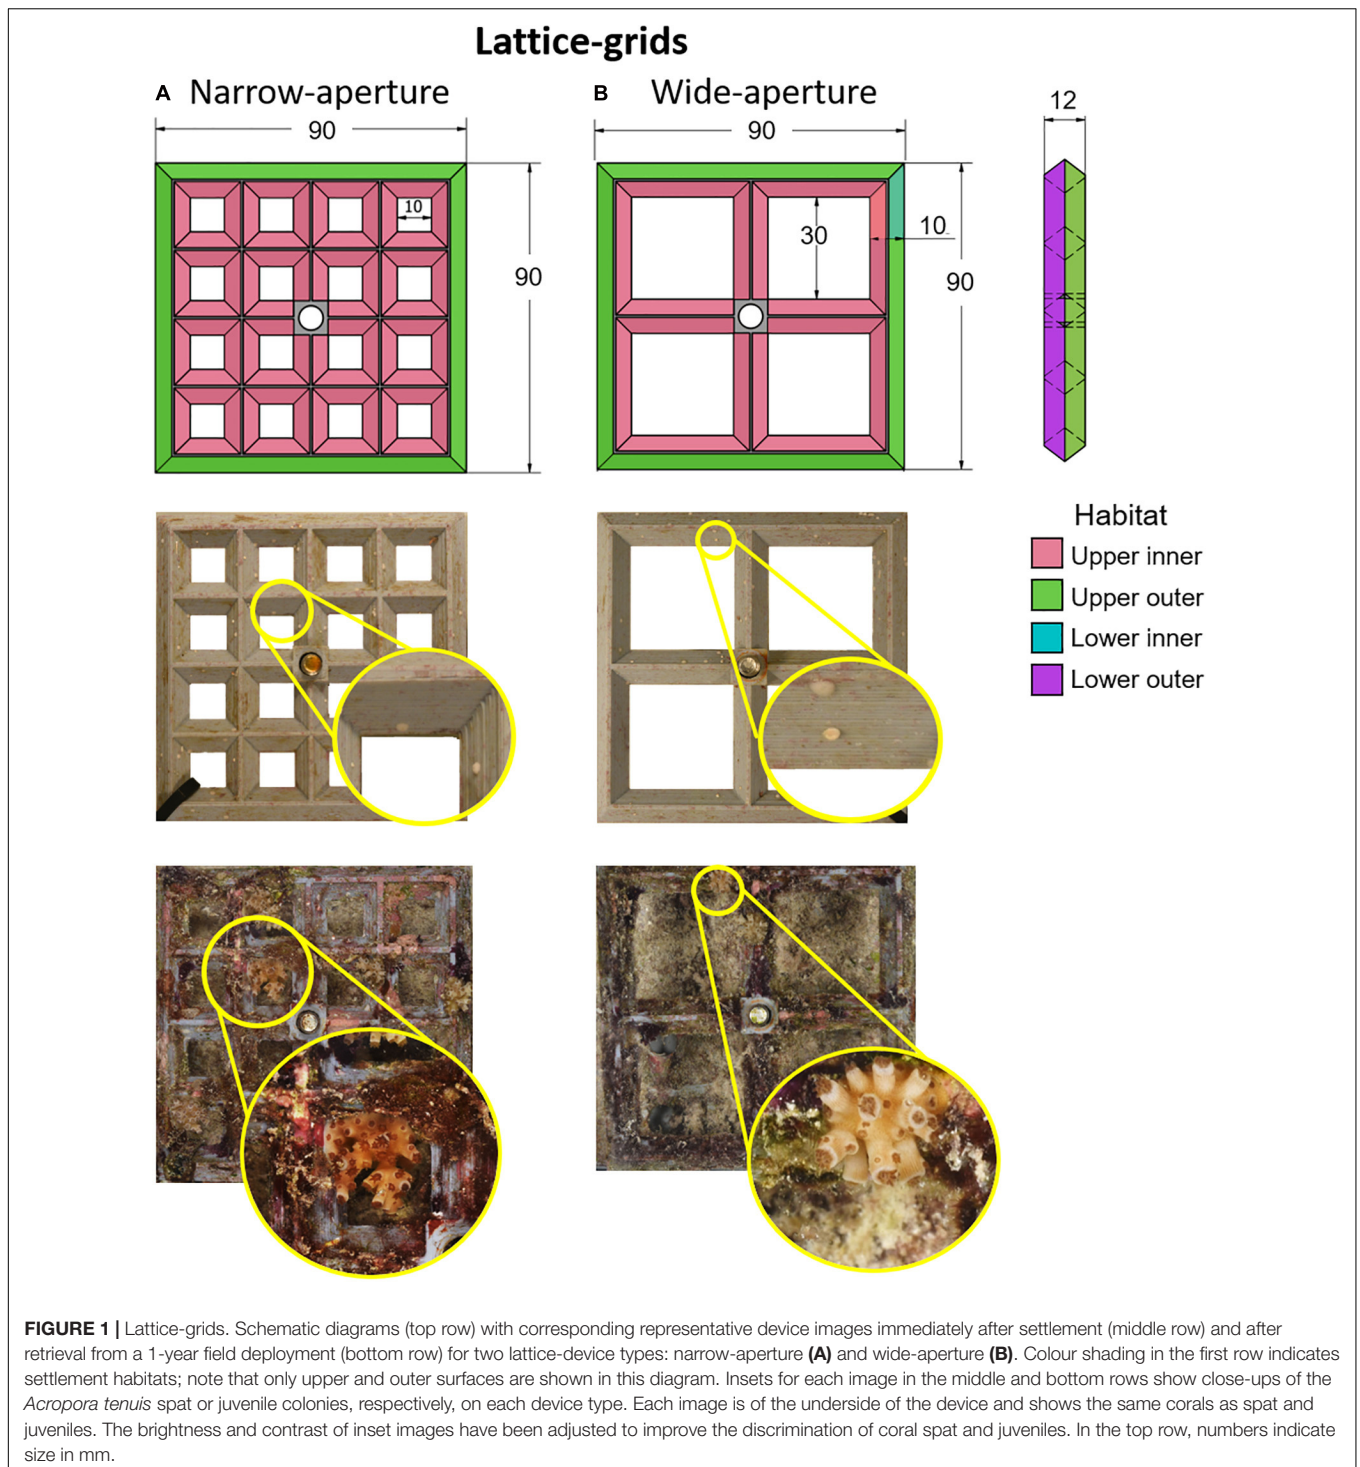 Lattice-grids
A Narrow-aperture
B Wide-aperture
90
90
12
10
90
30
10
90
Habitat
Upper inner
Upper outer
Lower inner
Lower outer
FIGURE 1 | Lattice-grids. Schematic diagrams (top row) with corresponding representative device images immediately after settlement (middle row) and after
retrieval from a 1-year field deployment (bottom row) for two lattice-device types: narrow-aperture (A) and wide-aperture (B). Colour shading in the first row indicates
settlement habitats; note that only upper and outer surfaces are shown in this diagram. Insets for each image in the middle and bottom rows show close-ups of the
Acropora tenuis spat or juvenile colonies, respectively, on each device type. Each image is of the underside of the device and shows the same corals as spat and
juveniles. The brightness and contrast of inset images have been adjusted to improve the discrimination of coral spat and juveniles. In the top row, numbers indicate
size in mm.